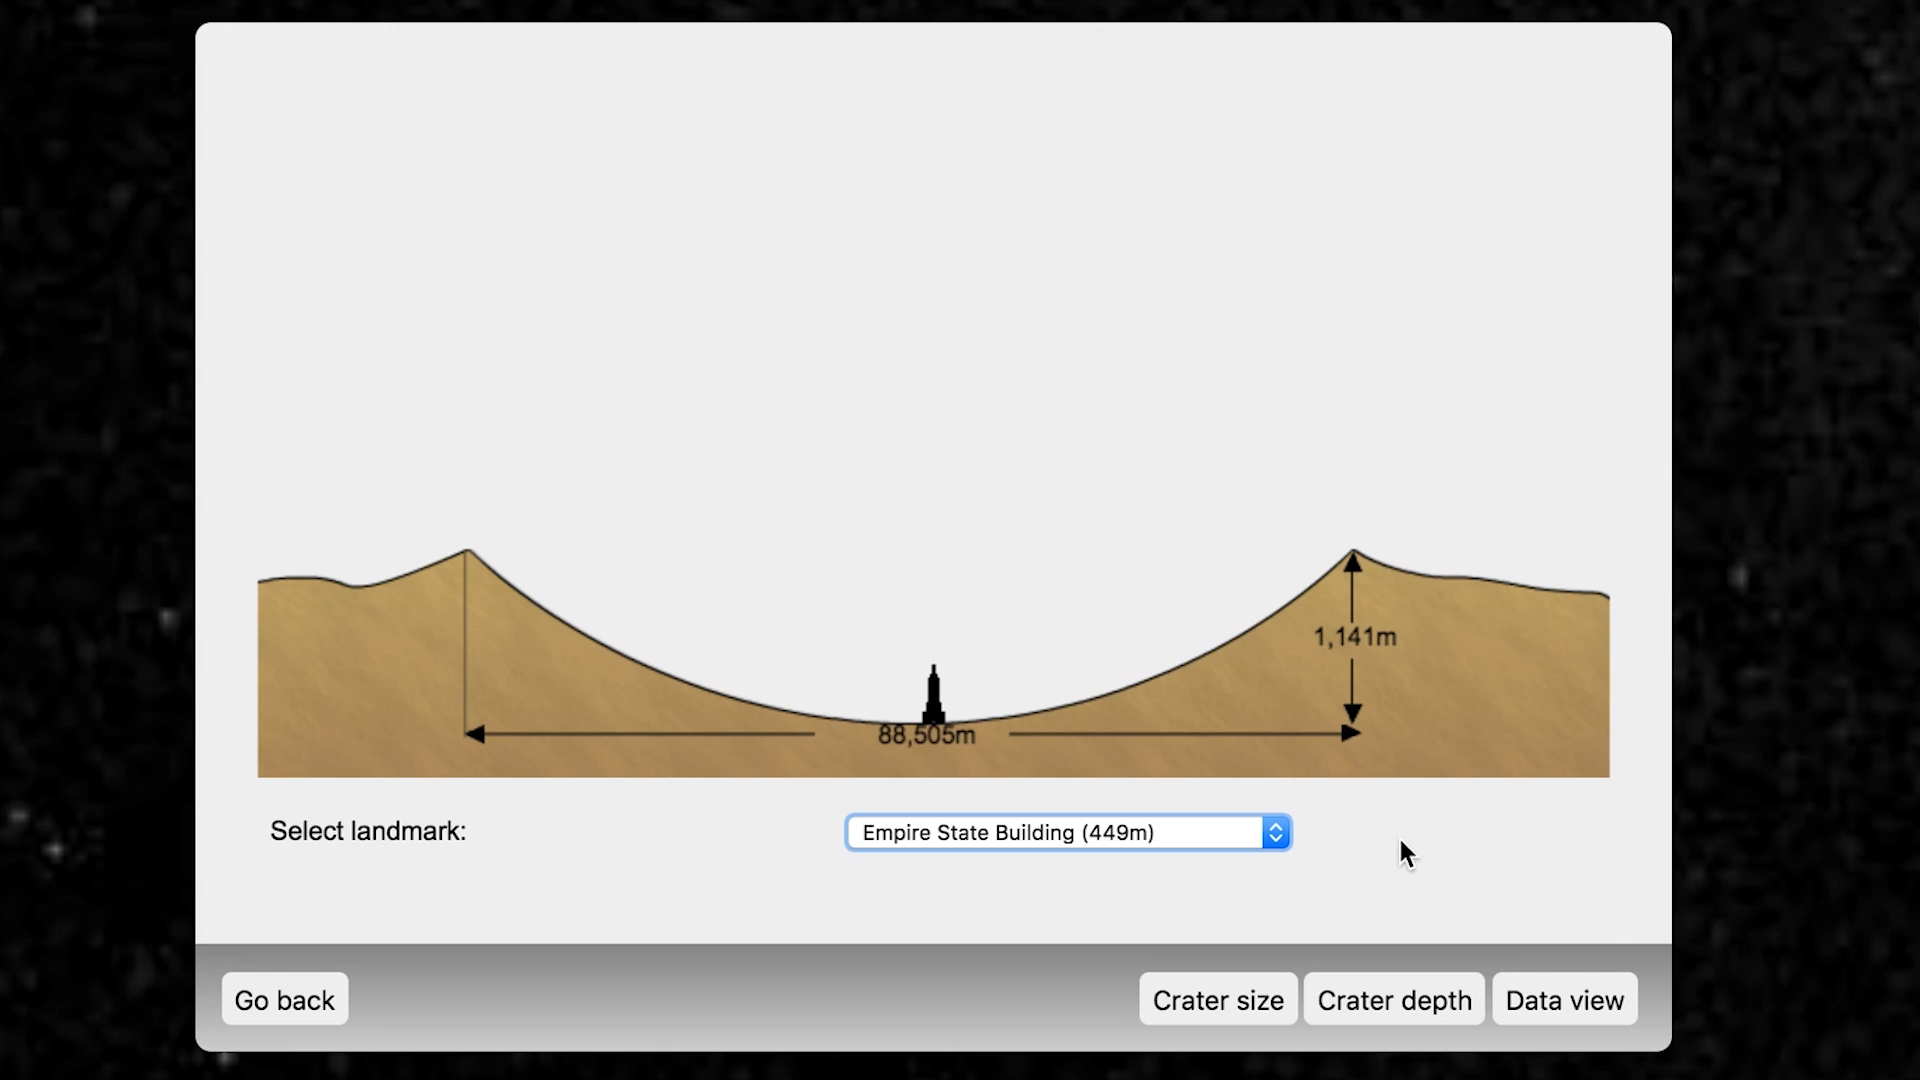 1,141m
88,505m
Select landmark:
Empire State Building (449m)
Go back
Crater size
Crater depth
Data view